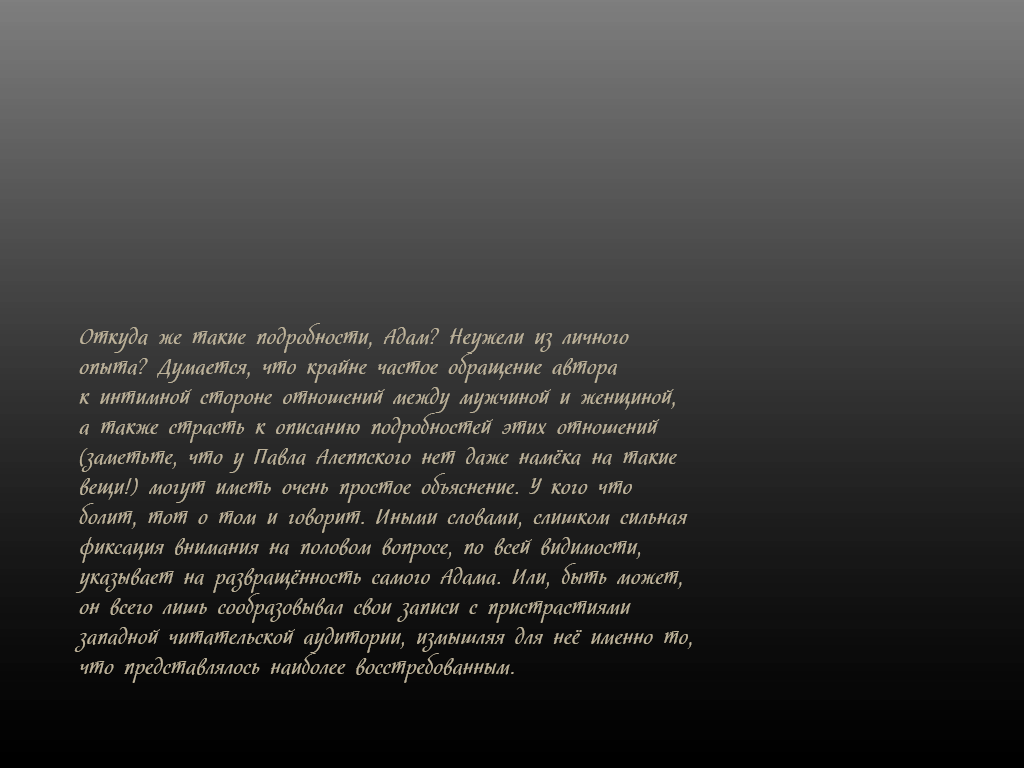 Откуда же такие подробности, Адам? Неужели из личного
опыта? Думается, что крайне частое обращение автора
к интимной стороне отношений между мужчиной и женщиной,
а также страсть к описанию подробностей этих отношений
(заметьте, что у Павла Алеппского нет даже намёка на такие
вещи!) могут иметь очень простое объяснение. У кого что
болит, тот о том и говорит. Иными словами, слишком сильная
фиксация внимания на половом вопросе, по всей видимости,
указывает на развращённость самого Адама. Или, быть может,
он всего лишь сообразовывал свои записи с пристрастиями
западной читательской аудитории, измышляя для неё именно то,
что представлялось наиболее восстребованным.